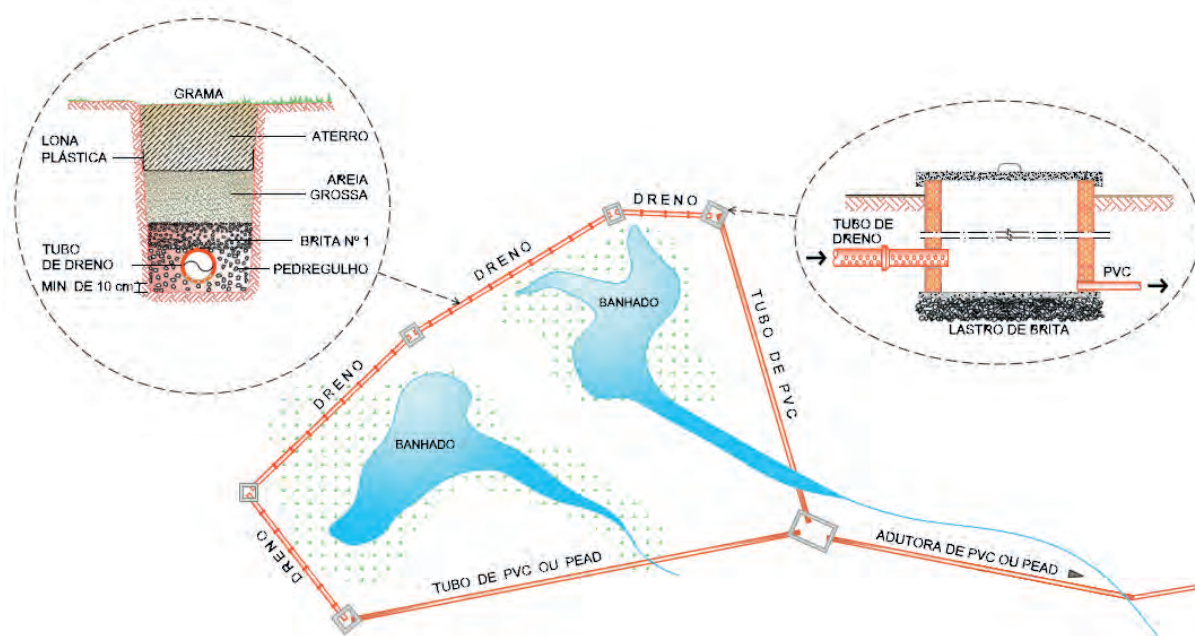 GRAMA
LONA
PLÁSTICA
ATERRO
AREIA
GROSSA
BRITA Nº 1
TUBO
DE DRENO
PEDREGULHO
MIN. DE 10 cm
DRENO
DRENO
DRENO
DRENO
BANHADO
BANHADO
TUBO DE PVC
TUBO DE
DRENO
PVC
LASTRO DE BRITA
TUBO DE PVC OU PEAD
ADUTORA DE PVC OU PEAD